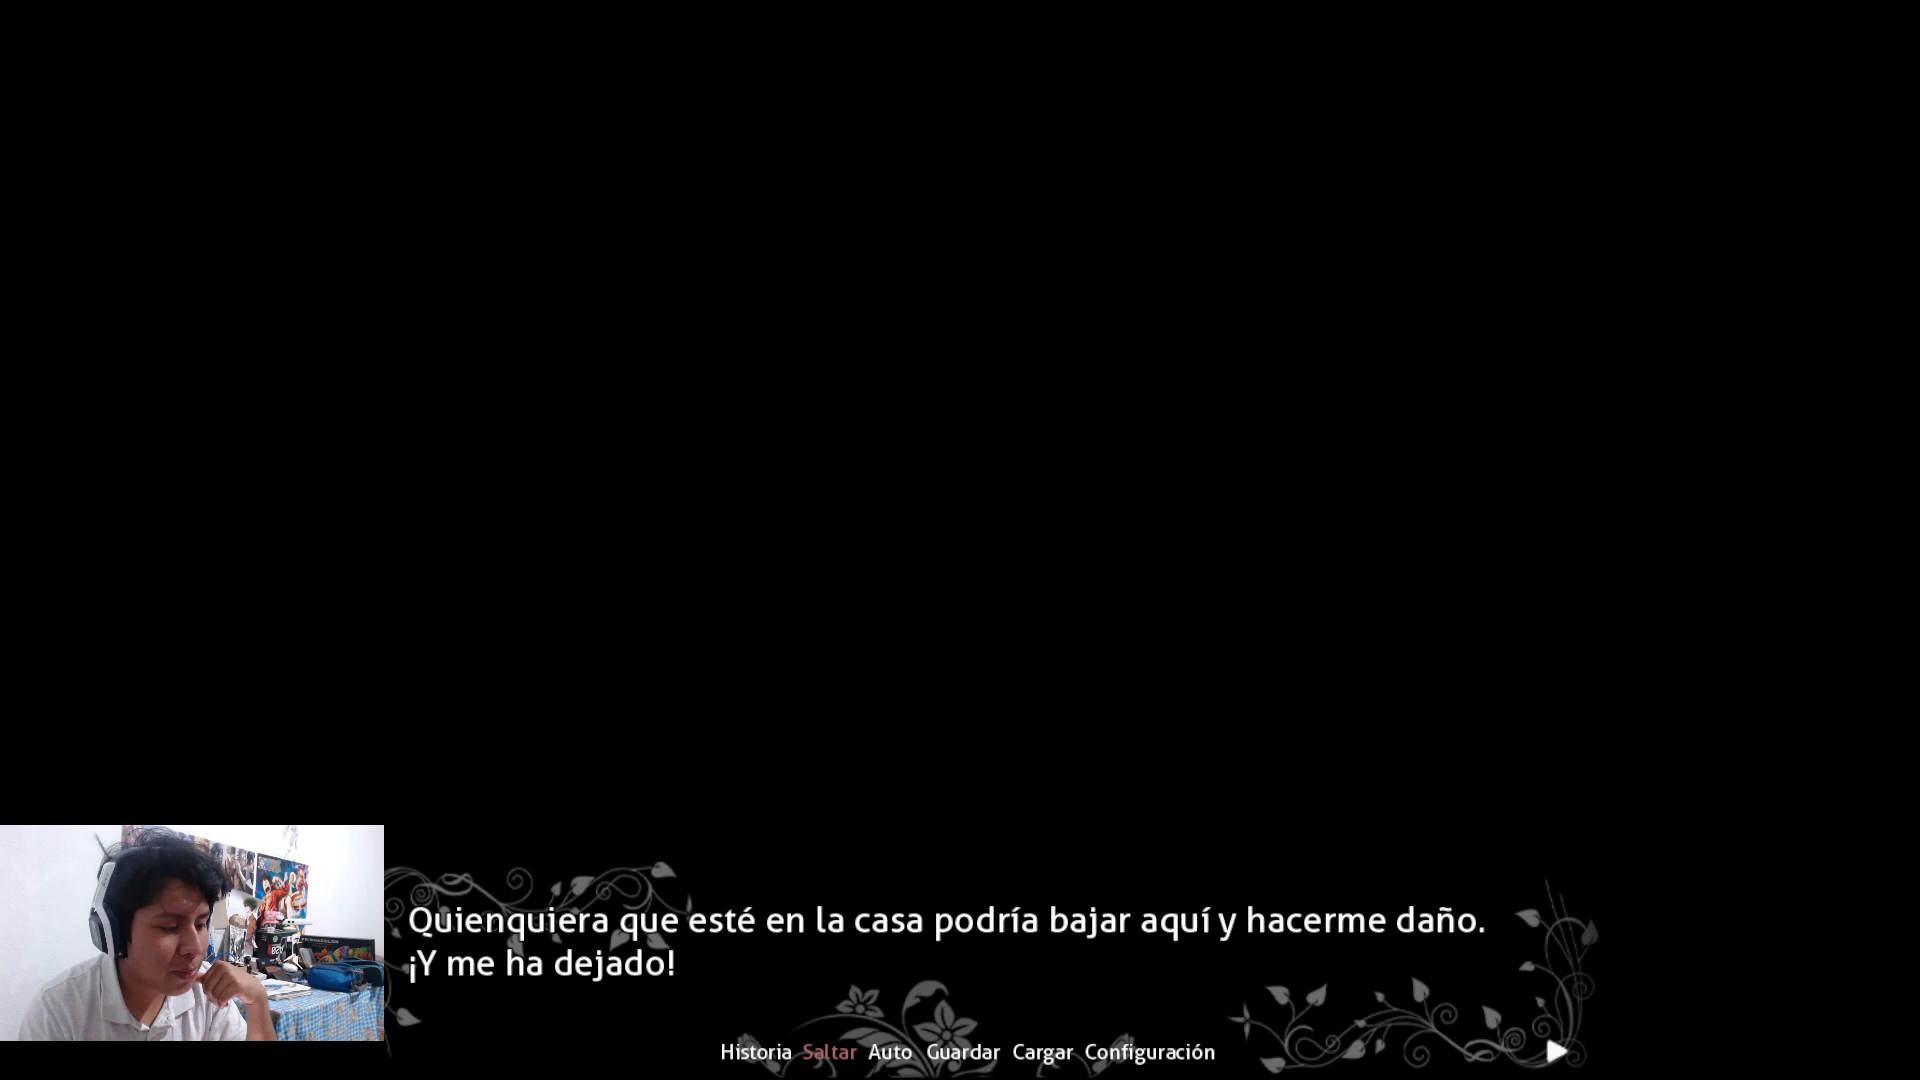 Quienquiera que esté en la casa podría bajar aquí y hacerme daño.
¡Y me ha dejado!
Historia Saltar Auto Guardar Cargar Configuración